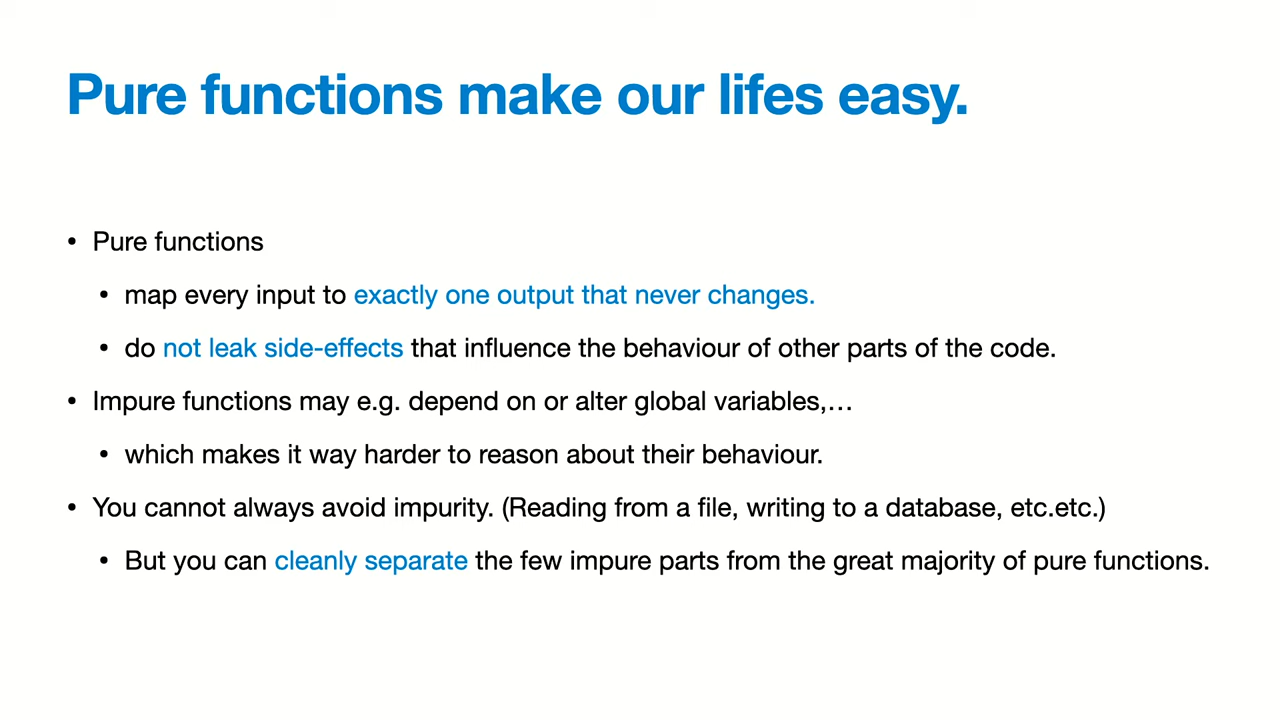 Pure functions make our lifes easy.
• Pure functions
• map every input to exactly one output that never changes.
• do not leak side-effects that influence the behaviour of other parts of the code.
• Impure functions may e.g. depend on or alter global variables,…
• which makes it way harder to reason about their behaviour.
• You cannot always avoid impurity. (Reading from a file, writing to a database, etc.etc.)
• But you can cleanly separate the few impure parts from the great majority of pure functions.